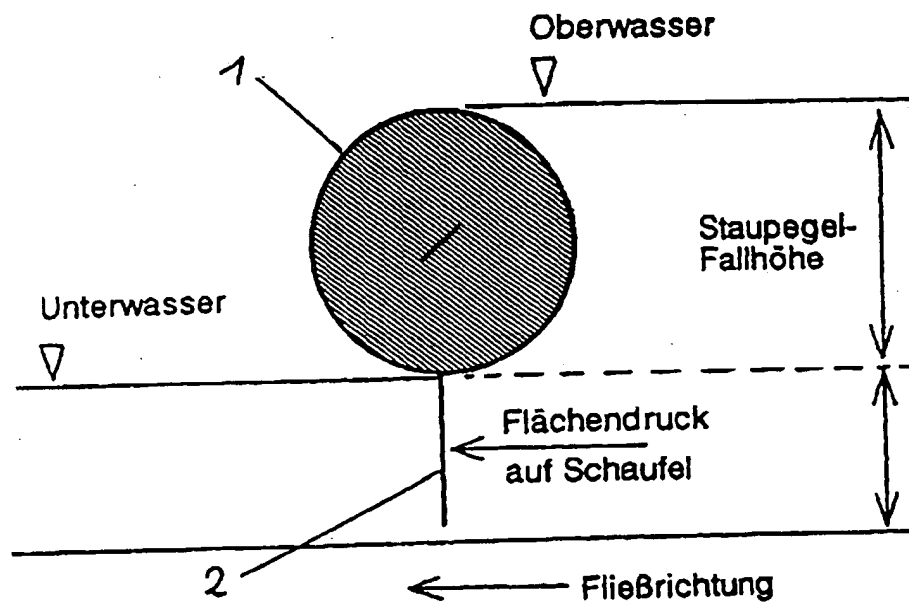 Oberwasser
1
Staupegel-
Fallhöhe
Unterwasser
Flächendruck
auf Schaufel
2
Fließrichtung